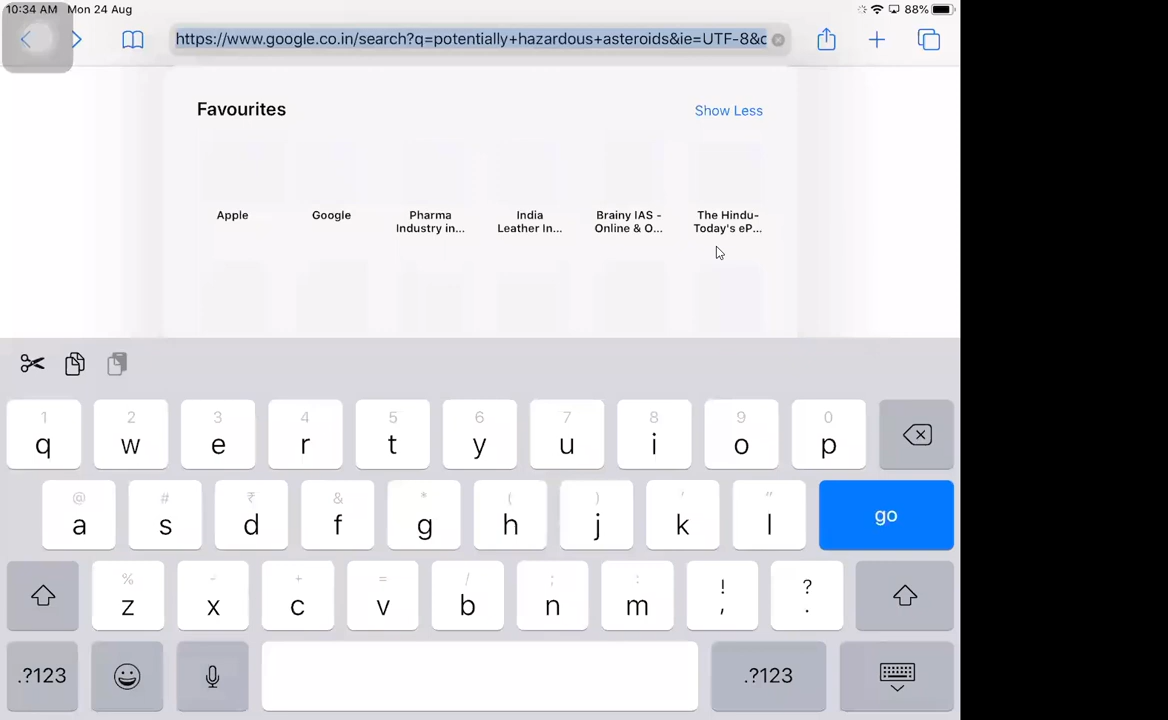 10:34 AM Mon 24 Aug 88%
https://www.google.co.in/search?q=potentially+hazardous+asteroids&ie=UTF-8&c
Favourites Show Less
Apple Google Pharma India Brainy IAS - The Hindu-
Industry in... Leather In... Online & O... Today's eP...
1 2 3 4 5 6 7 8 9 0
q w e r t y u i o p
@ # ₹ & * ( ) ' "
a s d f g h j k l go
% - + = / ; : ! ?
z x c v b n m , .
.?123 .?123